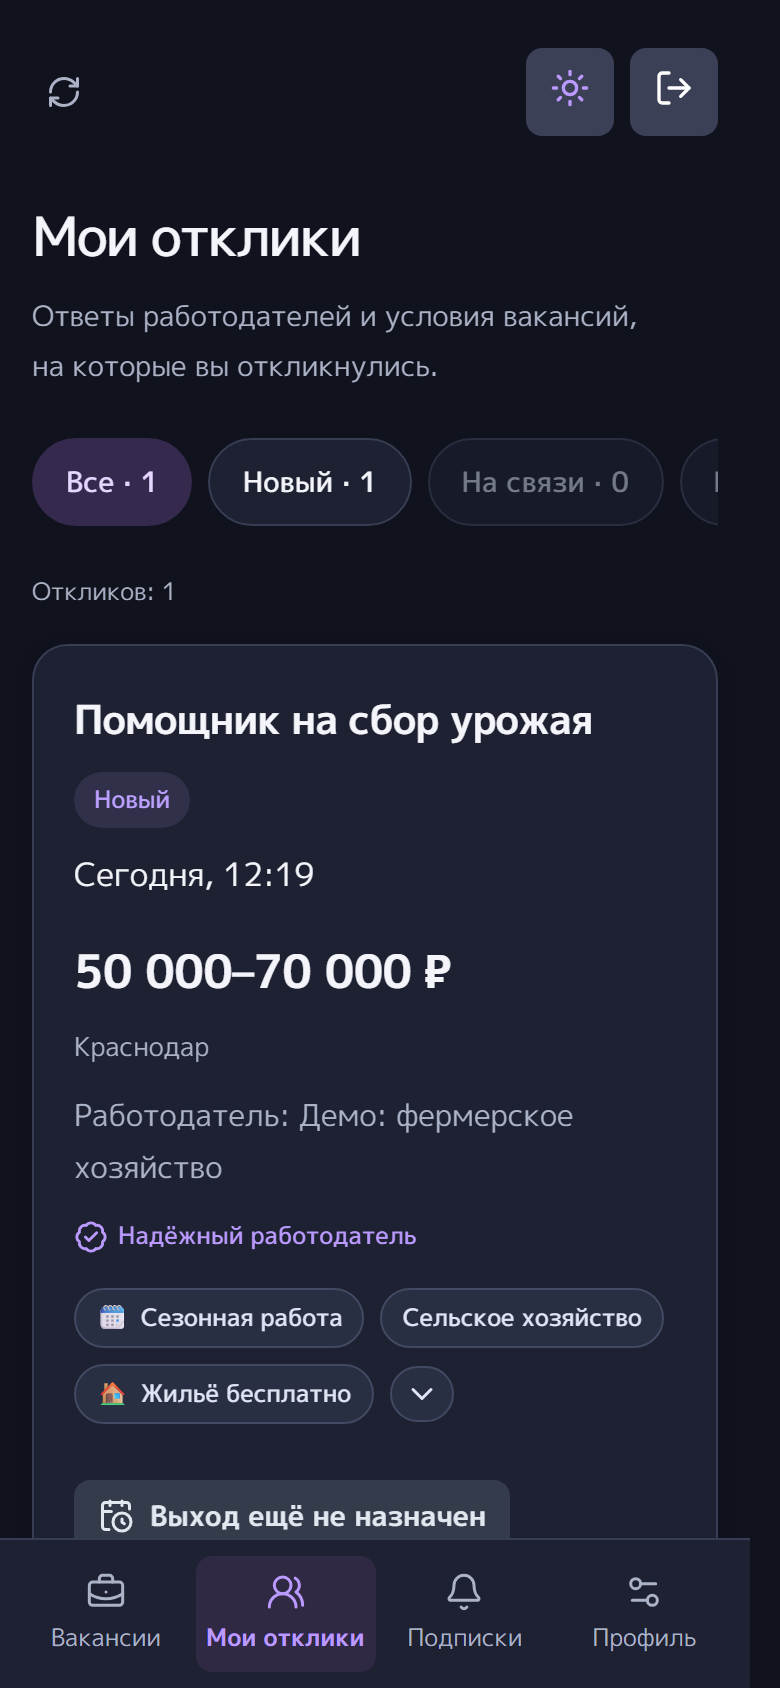 Мои отклики
Ответы работодателей и условия вакансий,
на которые вы откликнулись.
Все · 1
Новый · 1
На связи · 0
Откликов: 1
Помощник на сбор урожая
Новый
Сегодня, 12:19
50 000–70 000 ₽
Краснодар
Работодатель: Демо: фермерское
хозяйство
Надёжный работодатель
Сезонная работа
Сельское хозяйство
Жильё бесплатно
Выход ещё не назначен
Вакансии
Мои отклики
Подписки
Профиль